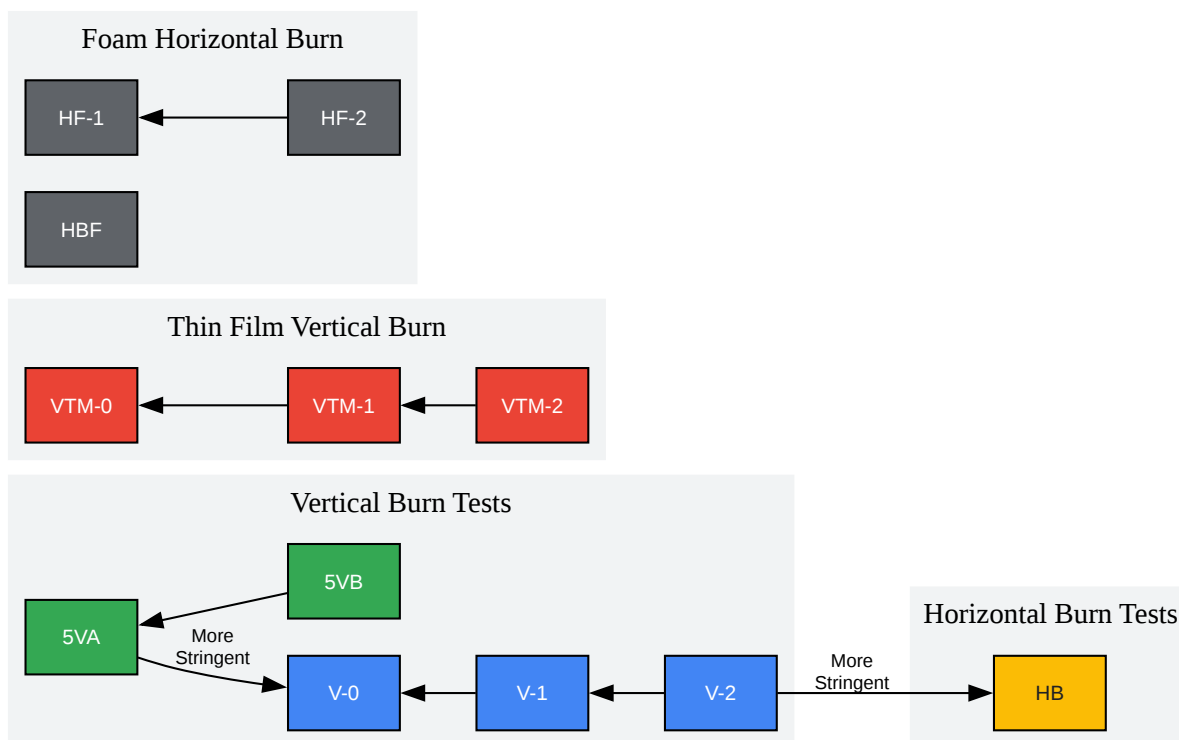 Foam Horizontal Burn
HF-1
HF-2
HBF
Thin Film Vertical Burn
VTM-0
VTM-1
VTM-2
Vertical Burn Tests
5VB
5VA
More
Stringent
V-0
V-1
V-2
More
Stringent
Horizontal Burn Tests
HB